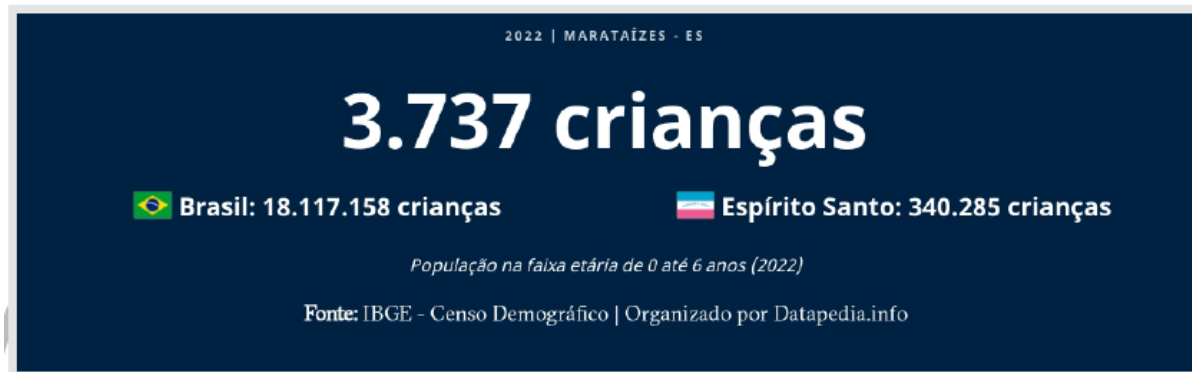 2022 | MARATAÍZES - ES
3.737 crianças
Brasil: 18.117.158 crianças
Espírito Santo: 340.285 crianças
População na faixa etária de 0 até 6 anos (2022)
Fonte: IBGE - Censo Demográfico | Organizado por Datapedia.info